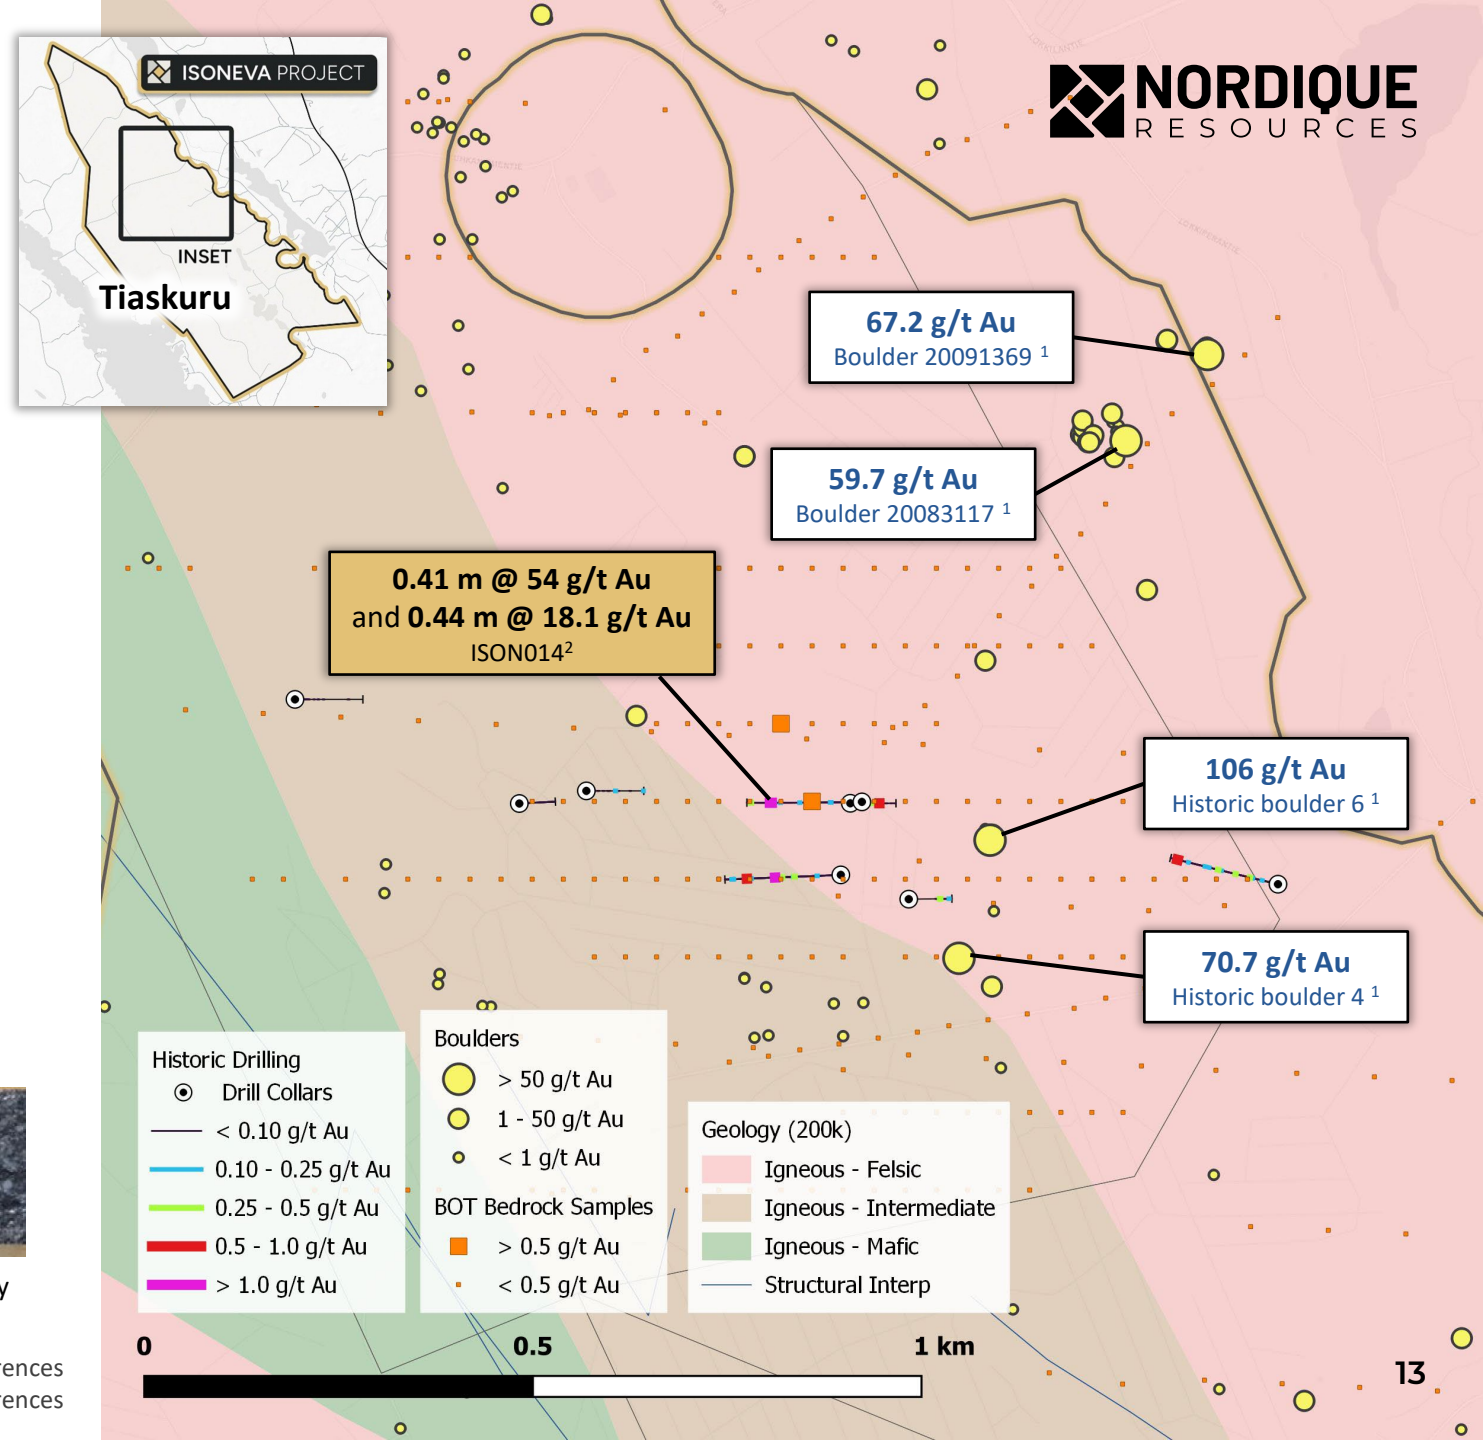 ISONEVA PROJECT
INSET
Tiaskuru
NORDIQUE
RESOURCES
67.2 g/t Au
Boulder 20091369 ¹
59.7 g/t Au
Boulder 20083117 ¹
0.41 m @ 54 g/t Au
and 0.44 m @ 18.1 g/t Au
ISON014²
106 g/t Au
Historic boulder 6 ¹
70.7 g/t Au
Historic boulder 4 ¹
Historic Drilling
Drill Collars
< 0.10 g/t Au
0.10 - 0.25 g/t Au
0.25 - 0.5 g/t Au
0.5 - 1.0 g/t Au
> 1.0 g/t Au
Boulders
> 50 g/t Au
1 - 50 g/t Au
< 1 g/t Au
BOT Bedrock Samples
> 0.5 g/t Au
< 0.5 g/t Au
Geology (200k)
Igneous - Felsic
Igneous - Intermediate
Igneous - Mafic
Structural Interp
y
rences
rences
0 0.5 1 km
13